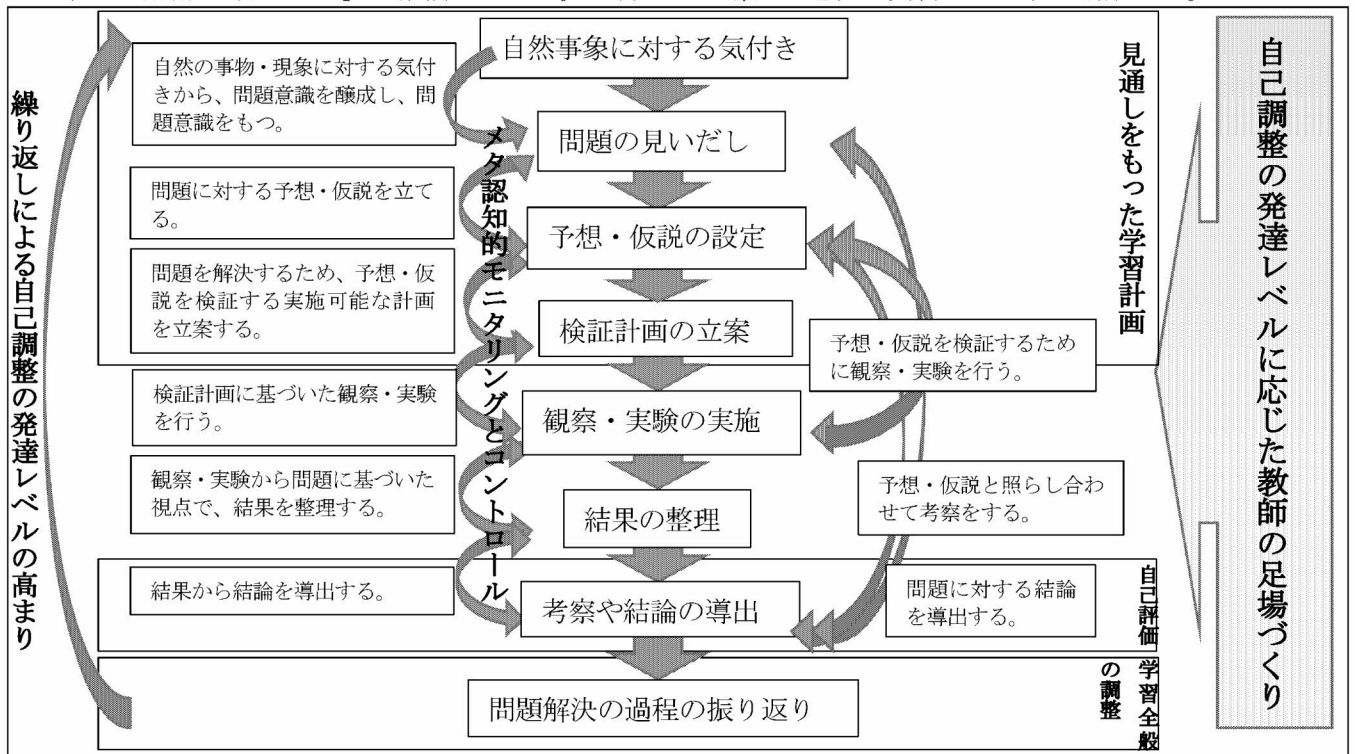 自然事象に対する気付き
自然の事物・現象に対する気付
きから、問題意識を醸成し、問
題意識をもつ。
問題の見いだし
問題に対する予想・仮説を立て
る。
予想・仮説の設定
問題を解決するため、予想・仮
説を検証する実施可能な計画
を立案する。
検証計画の立案
予想・仮説を検証するため
に観察・実験を行う。
検証計画に基づいた観察・実験
を行う。
観察・実験の実施
観察・実験から問題に基づいた
視点で、結果を整理する。
予想・仮説と照らし合わ
せて考察をする。
結果の整理
結果から結論を導出する。
考察や結論の導出
問題に対する結論
を導出する。
問題解決の過程の振り返り
繰り返しによる自己調整の発達レベルの高まり
メタ認知的モニタリングとコントロール
見通しをもった学習計画
自己評価
学習全般
の調整
自己調整の発達レベルに応じた教師の足場づくり